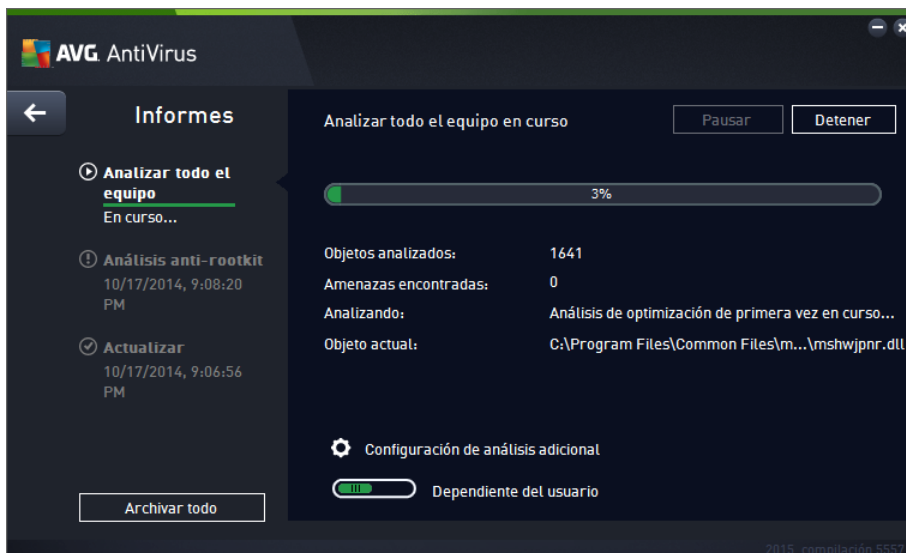 AVG AntiVirus
Informes
Analizar todo el
equipo
En curso...
Análisis anti-rootkit
10/17/2014, 9:08:20
PM
Actualizar
10/17/2014, 9:06:56
PM
Archivar todo
Analizar todo el equipo en curso
Pausar
Detener
3%
Objetos analizados: 1641
Amenazas encontradas: 0
Analizando: Análisis de optimización de primera vez en curso...
Objeto actual: C:\Program Files\Common Files\m...\mshwjpnr.dll
Configuración de análisis adicional
Dependiente del usuario
2015, compilación 5557